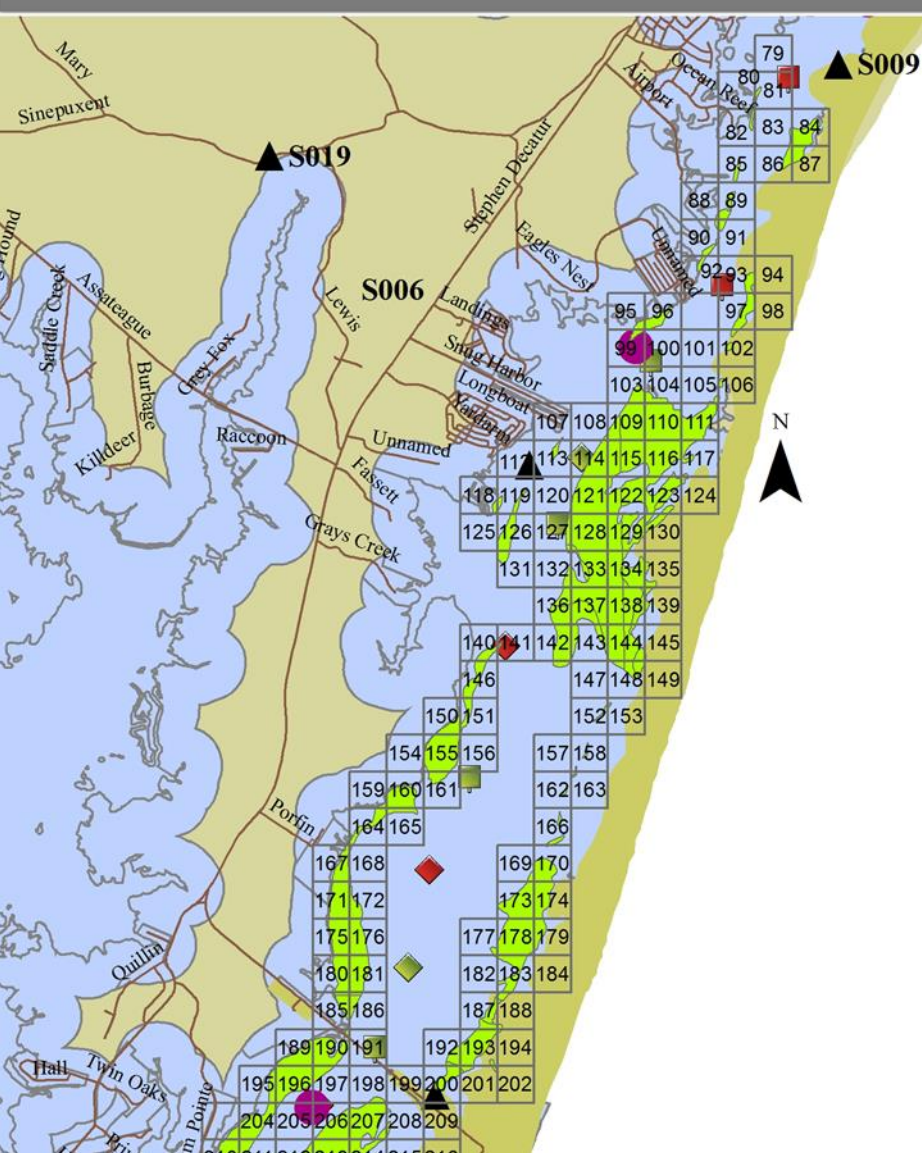 79
S009
Mary
80
Ocean Reef
81
Airport
Sinepuxent
82 83 84
S019
Stephen Decatur
85 86 87
88 89
Eagles Nest
90 91
Unnamed
92 93 94
Saddle Creek
Assateague
S006
Lewis
Landings
95 96 97 98
Snug Harbor
99 100 101 102
Grey Fox
Burbage
Longboat
103 104 105 106
Yardarm
107 108 109 110 111
N
Killdeer
Raccoon
Unnamed
113 114 115 116 117
Fassett
118 119 120 121 122 123 124
Grays Creek
125 126 127 128 129 130
131 132 133 134 135
136 137 138 139
140 141 142 143 144 145
146 147 148 149
150 151 152 153
154 155 156 157 158
159 160 161 162 163
Porfin
164 165 166
167 168 169 170
171 172 173 174
175 176 177 178 179
Quillin
180 181 182 183 184
185 186 187 188
189 190 191 192 193 194
Hall
Twin Oaks
195 196 197 198 199 200 201 202
Pointe
204 205 206 207 208 209